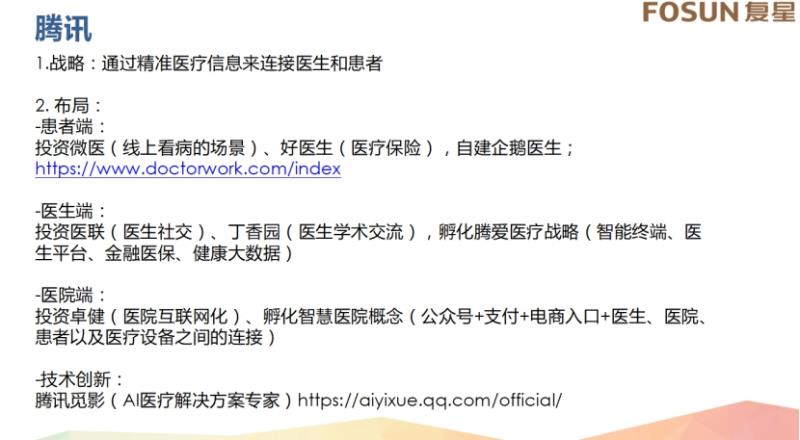 FOSUN复星
腾讯
1.战略：通过精准医疗信息来连接医生和患者
2. 布局：
-患者端：
投资微医（线上看病的场景）、好医生（医疗保险），自建企鹅医生；
https://www.doctorwork.com/index
-医生端：
投资医联（医生社交）、丁香园（医生学术交流），孵化腾爱医疗战略（智能终端、医
生平台、金融医保、健康大数据）
-医院端：
投资卓健（医院互联网化）、孵化智慧医院概念（公众号+支付+电商入口+医生、医院、
患者以及医疗设备之间的连接）
-技术创新：
腾讯觅影（AI医疗解决方案专家）https://aiyixue.qq.com/official/